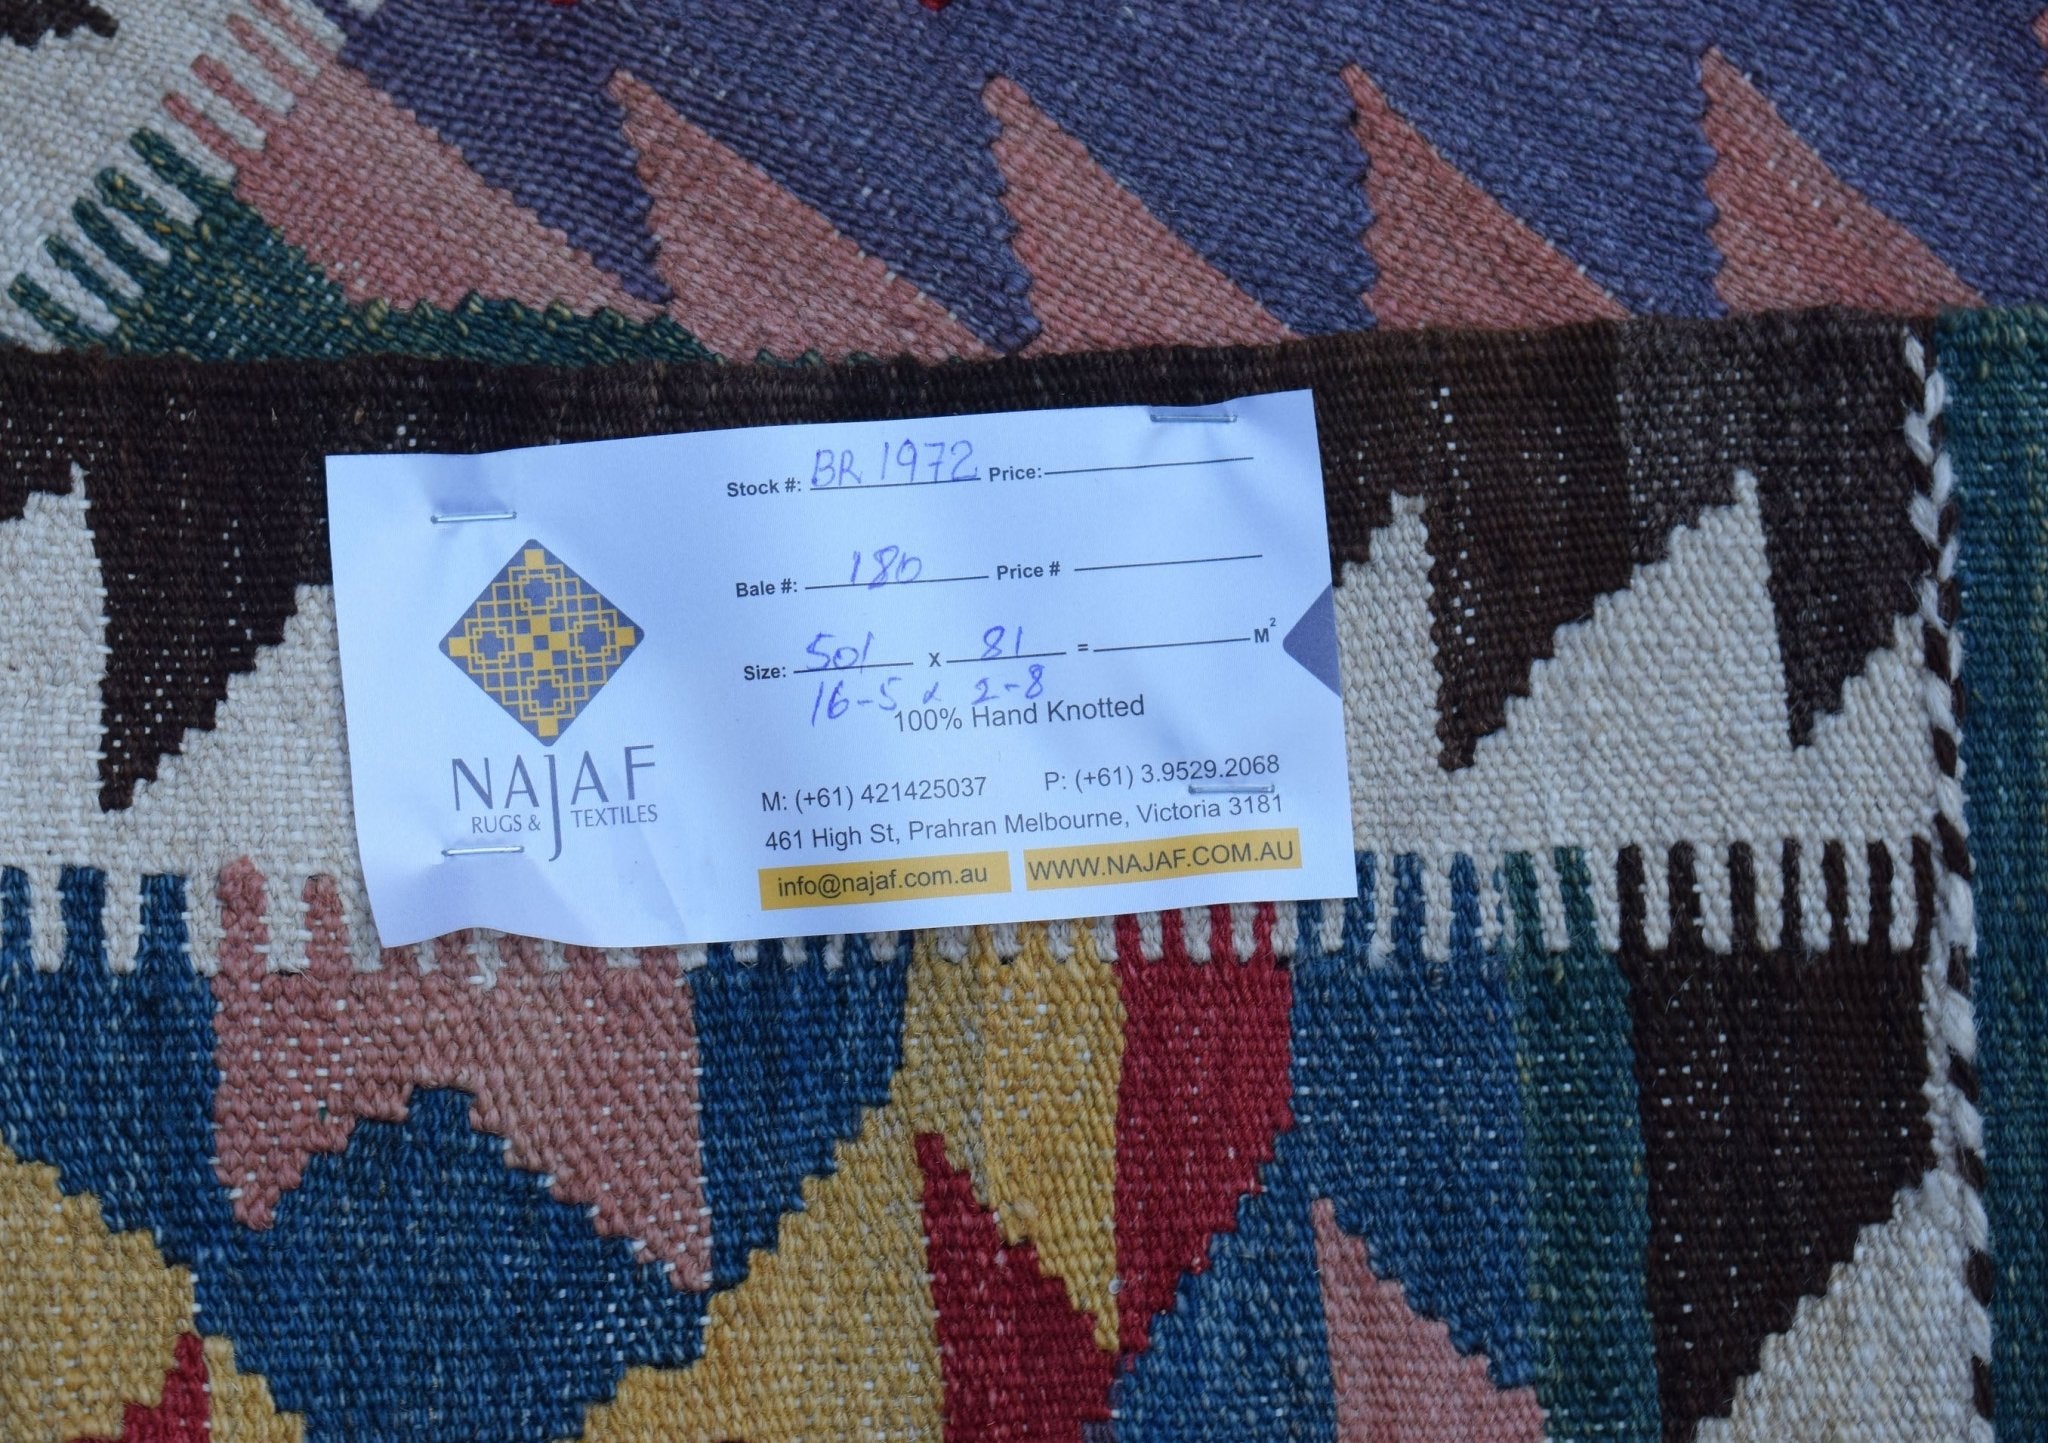 Stock #: BR 1972 Price:
Bale #: 180 Price #
Size: 501 x 81 = M²
16-5 x 2-8
100% Hand Knotted
NAJAF
RUGS & TEXTILES
M: (+61) 421425037 P: (+61) 3.9529.2068
461 High St, Prahran Melbourne, Victoria 3181
info@najaf.com.au WWW.NAJAF.COM.AU